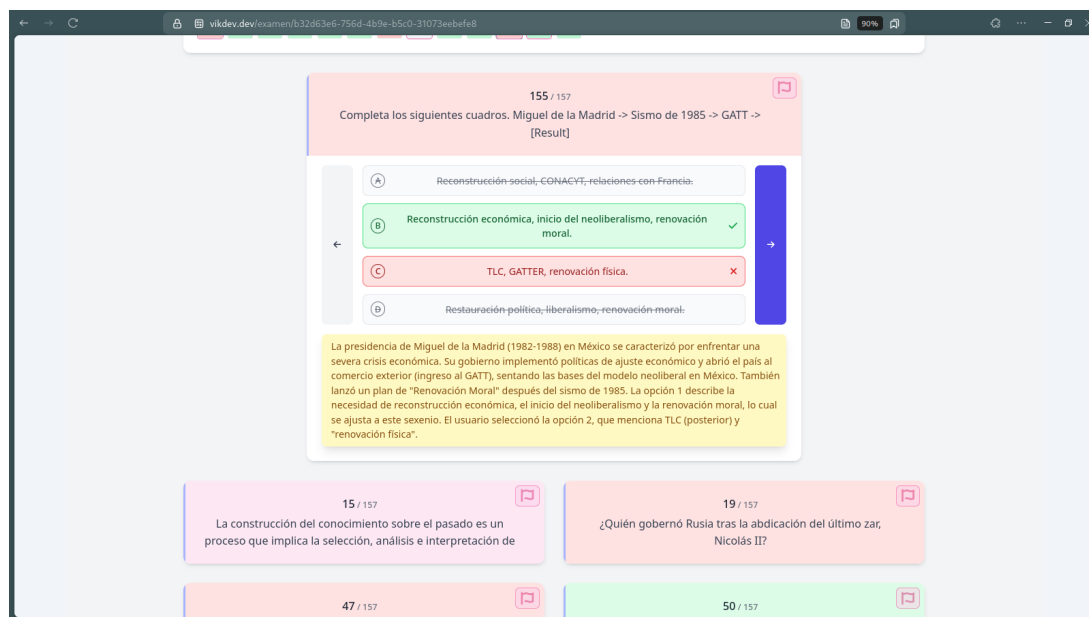 vikdev.dev/examen/b32d63e6-756d-4b9e-b5c0-31073eebefe8
90%
155 / 157
Completa los siguientes cuadros. Miguel de la Madrid -> Sismo de 1985 -> GATT ->
[Result]
A
Reconstrucción social, CONACYT, relaciones con Francia.
B
Reconstrucción económica, inicio del neoliberalismo, renovación
moral.
C
TLC, GATTER, renovación física.
D
Restauración política, liberalismo, renovación moral.
La presidencia de Miguel de la Madrid (1982-1988) en México se caracterizó por enfrentar una
severa crisis económica. Su gobierno implementó políticas de ajuste económico y abrió el país al
comercio exterior (ingreso al GATT), sentando las bases del modelo neoliberal en México. También
lanzó un plan de "Renovación Moral" después del sismo de 1985. La opción 1 describe la
necesidad de reconstrucción económica, el inicio del neoliberalismo y la renovación moral, lo cual
se ajusta a este sexenio. El usuario seleccionó la opción 2, que menciona TLC (posterior) y
"renovación física".
15 / 157
La construcción del conocimiento sobre el pasado es un
proceso que implica la selección, análisis e interpretación de
19 / 157
¿Quién gobernó Rusia tras la abdicación del último zar,
Nicolás II?
47 / 157
50 / 157